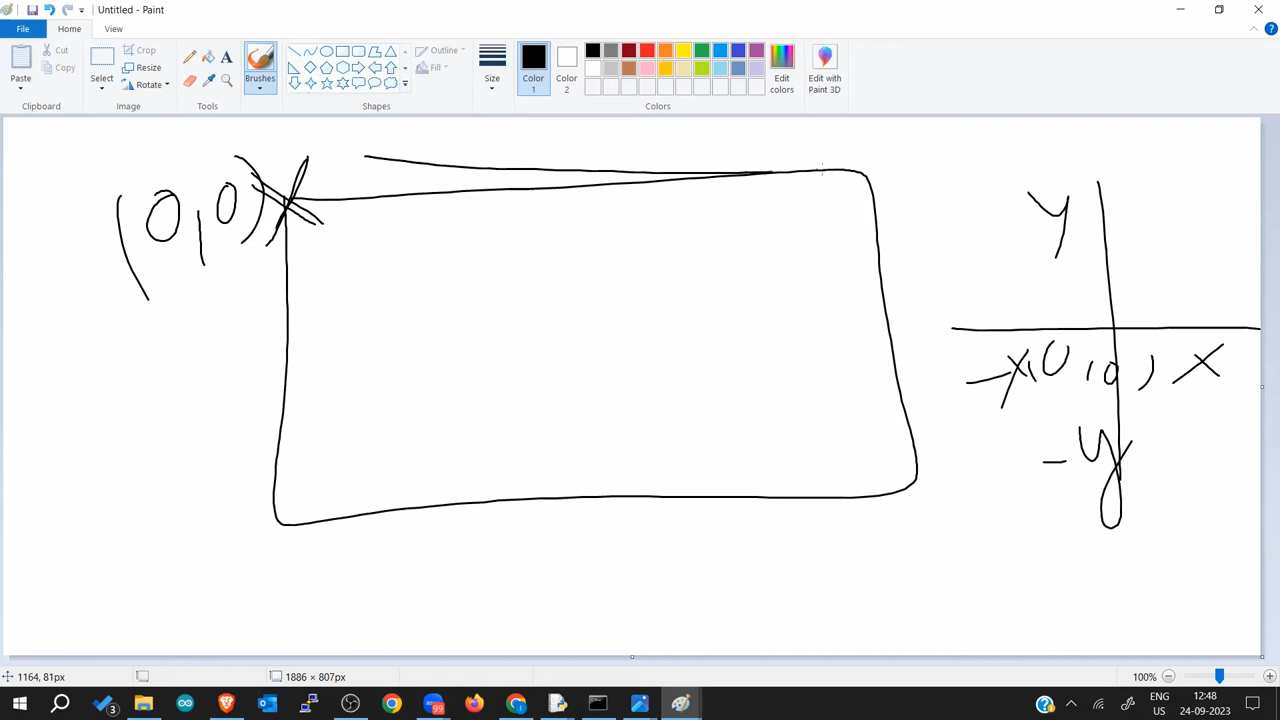 Untitled - Paint
File
Home
View
Paste
Cut
Copy
Clipboard
Select
Crop
Resize
Rotate
Image
Tools
Brushes
Shapes
Outline
Fill
Size
Color 1
Color 2
Colors
Edit colors
Edit with Paint 3D
(0,0)
y
-x
(0,0)
x
-y
1164, 81px
1886 × 807px
100%
3
99
ENG
US
12:48
24-09-2023